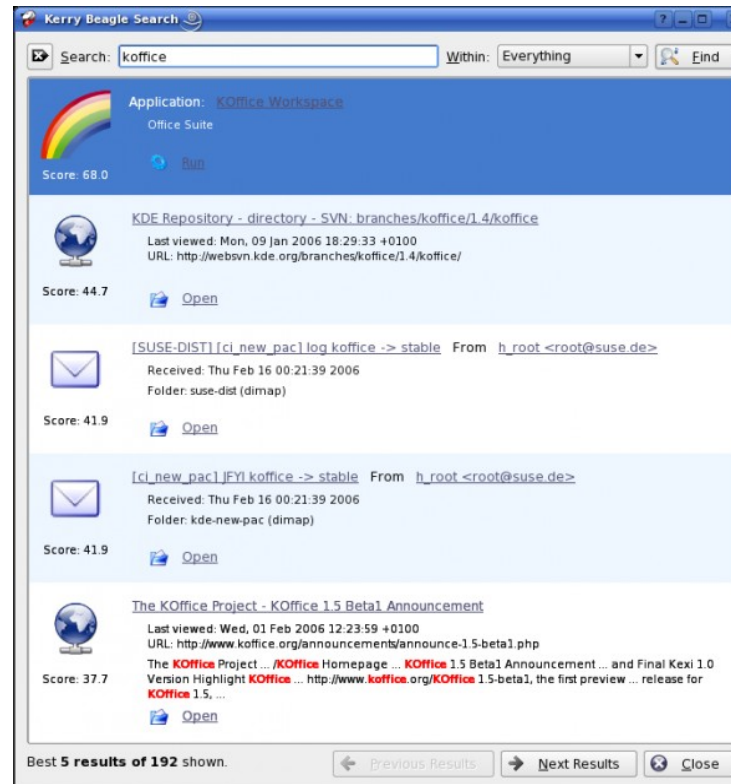 Kerry Beagle Search
Search: koffice Within: Everything Find
Application: KOffice Workspace
Office Suite
Run
Score: 68.0
KDE Repository - directory - SVN: branches/koffice/1.4/koffice
Last viewed: Mon, 09 Jan 2006 18:29:33 +0100
URL: http://websvn.kde.org/branches/koffice/1.4/koffice/
Score: 44.7
Open
[SUSE-DIST] [ci_new_pac] log koffice -> stable From h_root <root@suse.de>
Received: Thu Feb 16 00:21:39 2006
Folder: suse-dist (dimap)
Score: 41.9
Open
[ci_new_pac] JFYI koffice -> stable From h_root <root@suse.de>
Received: Thu Feb 16 00:21:39 2006
Folder: kde-new-pac (dimap)
Score: 41.9
Open
The KOffice Project - KOffice 1.5 Beta1 Announcement
Last viewed: Wed, 01 Feb 2006 12:23:59 +0100
URL: http://www.koffice.org/announcements/announce-1.5-beta1.php
The KOffice Project ... /KOffice Homepage ... KOffice 1.5 Beta1 Announcement ... and Final Kexi 1.0
Version Highlight KOffice ... http://www.koffice.org/KOffice 1.5-beta1, the first preview ... release for
KOffice 1.5, ...
Score: 37.7
Open
Best 5 results of 192 shown. Previous Results Next Results Close